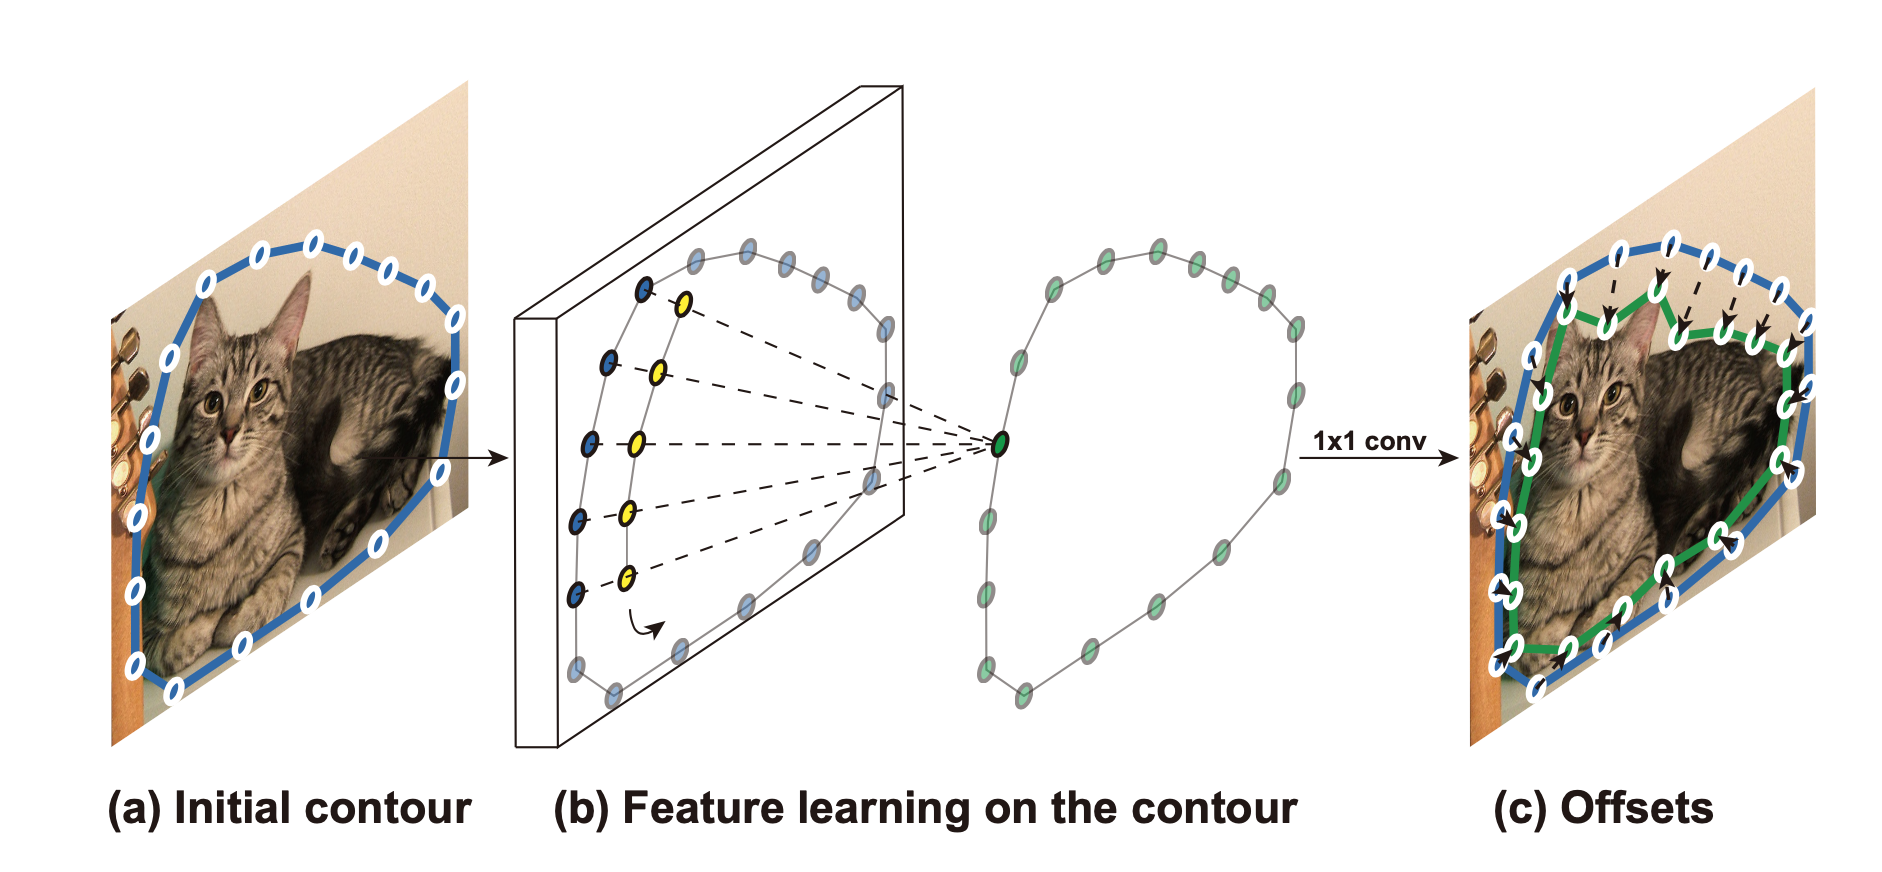 1x1 conv
(a) Initial contour
(b) Feature learning on the contour
(c) Offsets